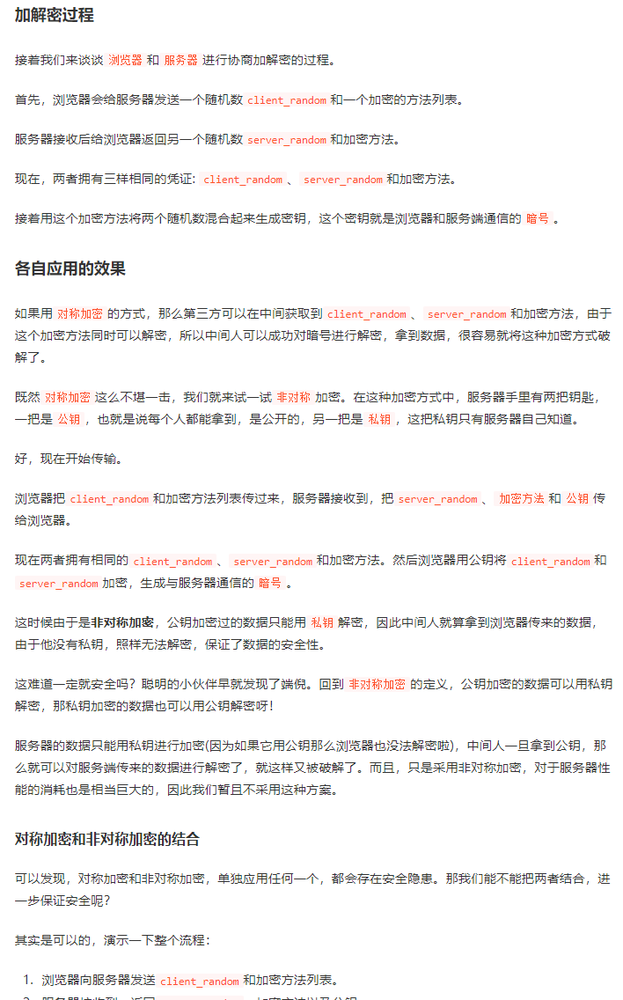 加解密过程
接着我们来谈谈 浏览器 和 服务器 进行协商加解密的过程。
首先，浏览器会给服务器发送一个随机数 client_random 和一个加密的方法列表。
服务器接收后给浏览器返回另一个随机数 server_random 和加密方法。
现在，两者拥有三样相同的凭证: client_random 、 server_random 和加密方法。
接着用这个加密方法将两个随机数混合起来生成密钥，这个密钥就是浏览器和服务端通信的 暗号 。
各自应用的效果
如果用 对称加密 的方式，那么第三方可以在中间获取到 client_random 、 server_random 和加密方法，由于
这个加密方法同时可以解密，所以中间人可以成功对暗号进行解密，拿到数据，很容易就将这种加密方式破
解了。
既然 对称加密 这么不堪一击，我们就来试一试 非对称 加密。在这种加密方式中，服务器手里有两把钥匙，
一把是 公钥 ，也就是说每个人都能拿到，是公开的，另一把是 私钥 ，这把私钥只有服务器自己知道。
好，现在开始传输。
浏览器把 client_random 和加密方法列表传过来，服务器接收到，把 server_random 、 加密方法 和 公钥 传
给浏览器。
现在两者拥有相同的 client_random 、 server_random 和加密方法。然后浏览器用公钥将 client_random 和
server_random 加密，生成与服务器通信的 暗号 。
这时候由于是非对称加密，公钥加密过的数据只能用 私钥 解密，因此中间人就算拿到浏览器传来的数据，
由于他没有私钥，照样无法解密，保证了数据的安全性。
这难道一定就安全吗？聪明的小伙伴早就发现了端倪。回到 非对称加密 的定义，公钥加密的数据可以用私钥
解密，那私钥加密的数据也可以用公钥解密呀！
服务器的数据只能用私钥进行加密(因为如果它用公钥那么浏览器也没法解密啦)，中间人一旦拿到公钥，那
么就可以对服务端传来的数据进行解密了，就这样又被破解了。而且，只是采用非对称加密，对于服务器性
能的消耗也是相当巨大的，因此我们暂且不采用这种方案。
对称加密和非对称加密的结合
可以发现，对称加密和非对称加密，单独应用任何一个，都会存在安全隐患。那我们能不能把两者结合，进
一步保证安全呢？
其实是可以的，演示一下整个流程：
1. 浏览器向服务器发送 client_random 和加密方法列表。